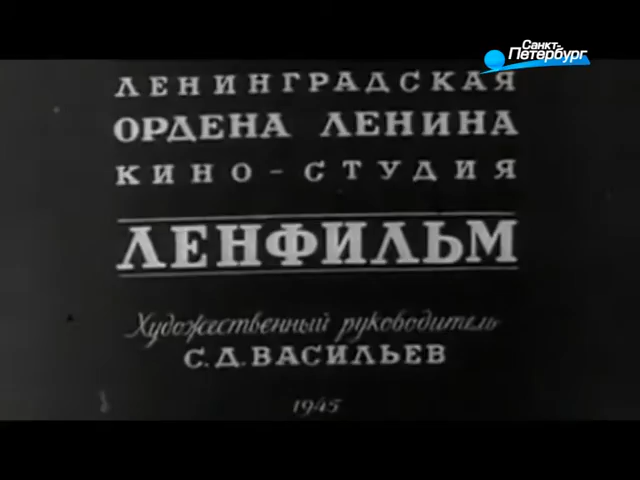 Санкт-
Петербург
ЛЕНИНГРАДСКАЯ
ОРДЕНА ЛЕНИНА
КИНО-СТУДИЯ
ЛЕНФИЛЬМ
Художественный руководитель
С.Д.ВАСИЛЬЕВ
1945